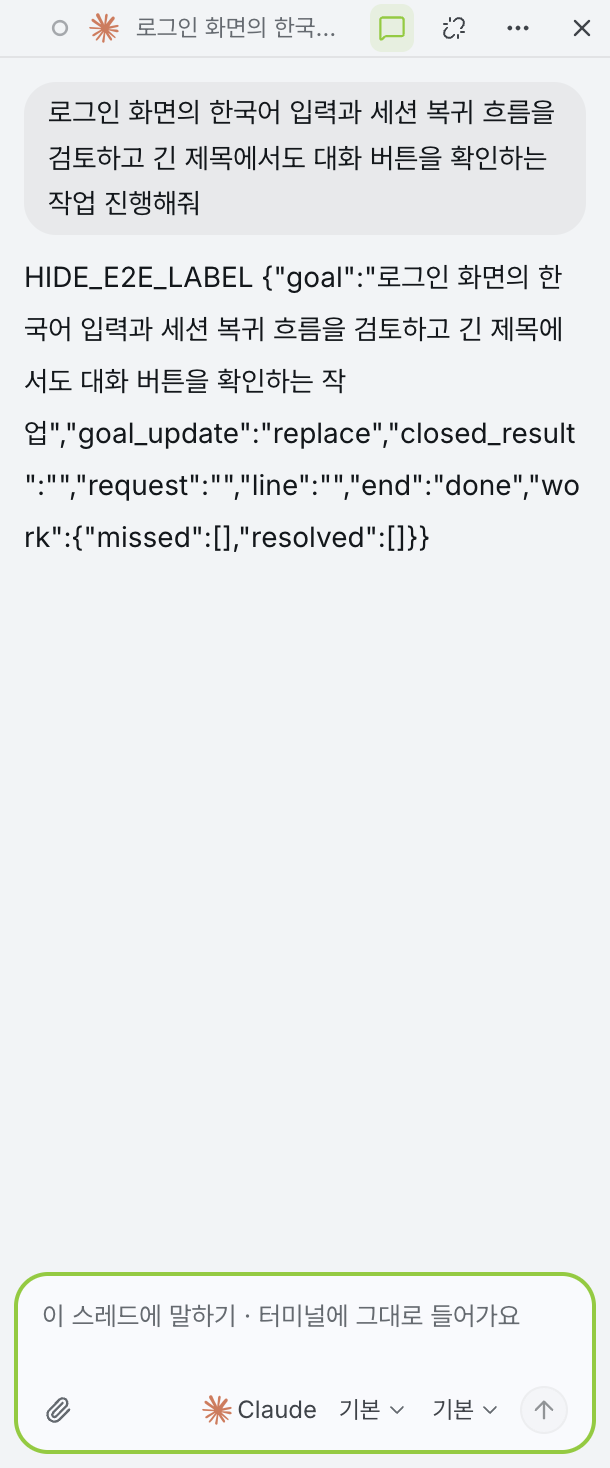 로그인 화면의 한국...
로그인 화면의 한국어 입력과 세션 복귀 흐름을
검토하고 긴 제목에서도 대화 버튼을 확인하는
작업 진행해줘
HIDE_E2E_LABEL {"goal":"로그인 화면의 한
국어 입력과 세션 복귀 흐름을 검토하고 긴 제목에
서도 대화 버튼을 확인하는 작
업","goal_update":"replace","closed_result
":"","request":"","line":"","end":"done","wo
rk":{"missed":[],"resolved":[]}}
이 스레드에 말하기 · 터미널에 그대로 들어가요
Claude 기본 기본